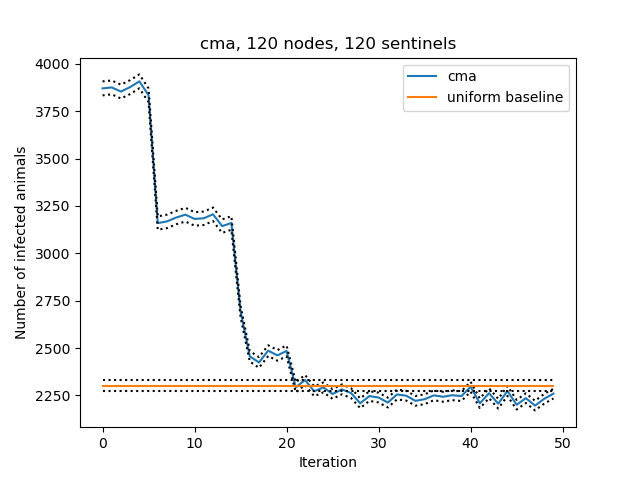 cma, 120 nodes, 120 sentinels
cma
uniform baseline
Number of infected animals
4000
3750
3500
3250
3000
2750
2500
2250
0 10 20 30 40 50
Iteration